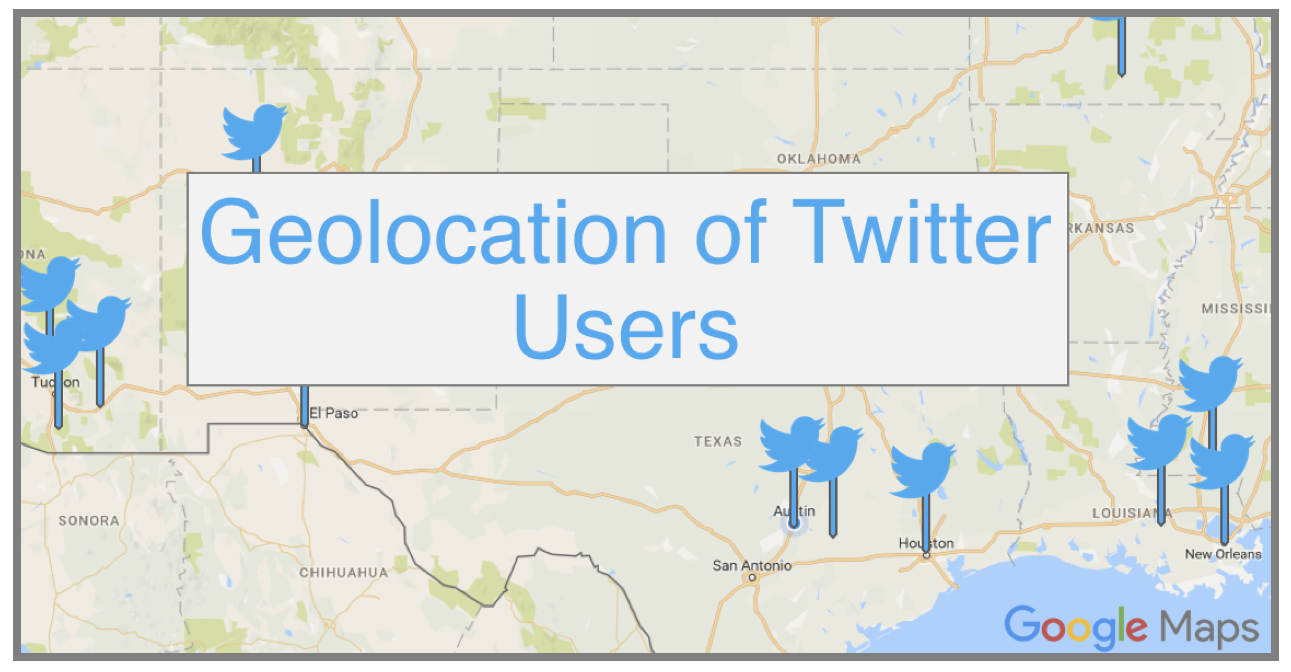 OKLAHOMA
Geolocation of Twitter
Users
RKANSAS
ONA
MISSISSI
Tucson
El Paso
TEXAS
Austin
SONORA
LOUISIANA
Houston
New Orleans
San Antonio
CHIHUAHUA
Google Maps